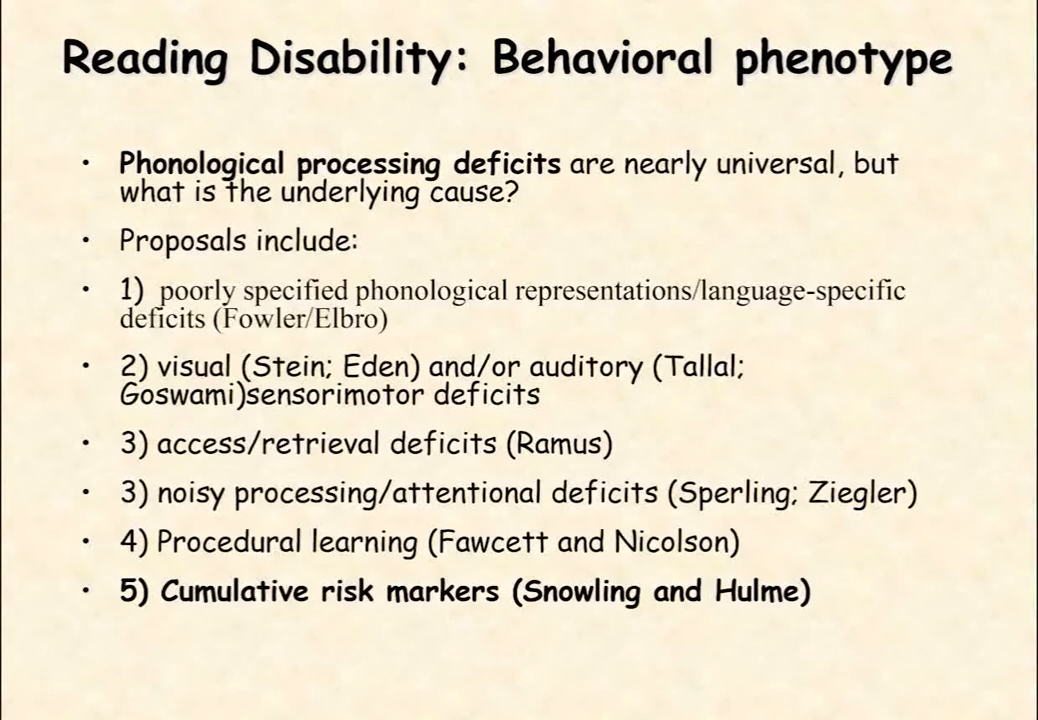 Reading Disability: Behavioral phenotype
• Phonological processing deficits are nearly universal, but
what is the underlying cause?
• Proposals include:
• 1) poorly specified phonological representations/language-specific
deficits (Fowler/Elbro)
• 2) visual (Stein; Eden) and/or auditory (Tallal;
Goswami)sensorimotor deficits
• 3) access/retrieval deficits (Ramus)
• 3) noisy processing/attentional deficits (Sperling; Ziegler)
• 4) Procedural learning (Fawcett and Nicolson)
• 5) Cumulative risk markers (Snowling and Hulme)